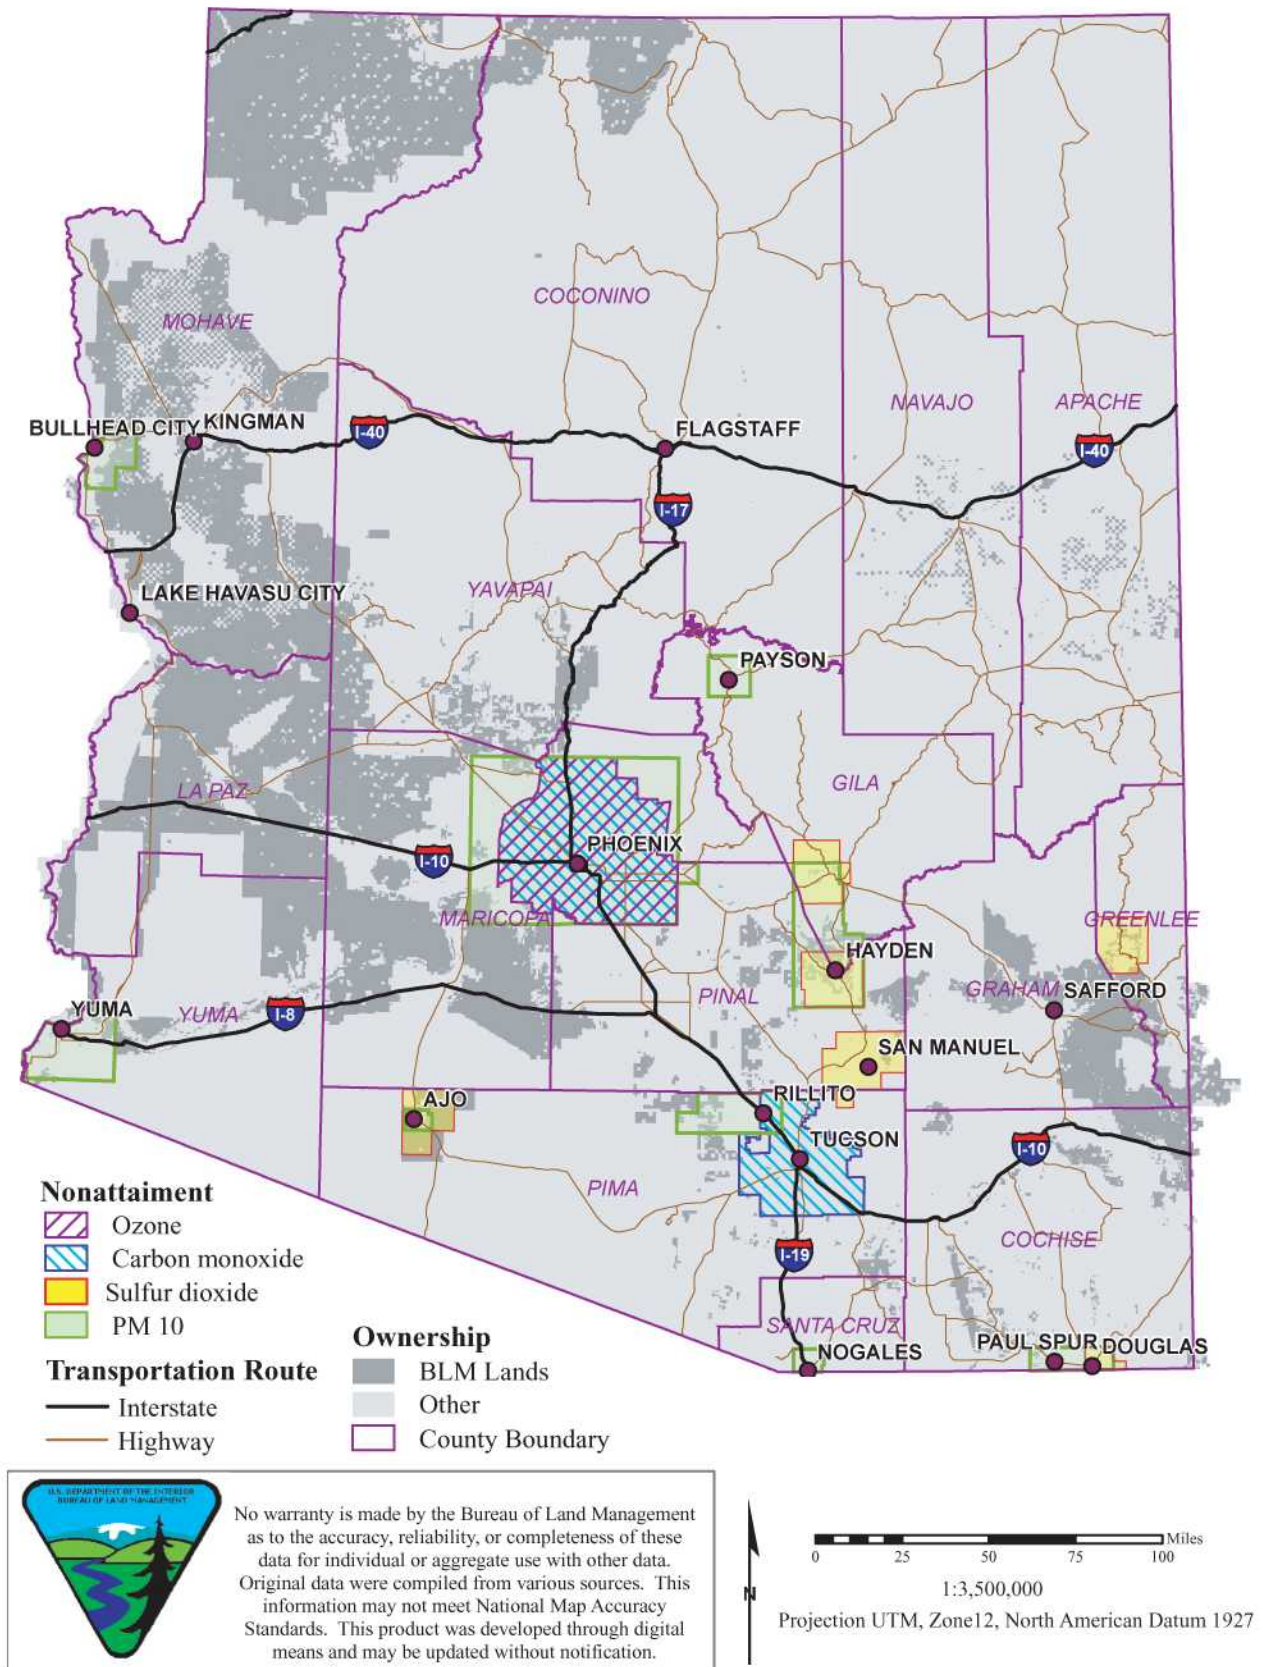 COCONINO
MOHAVE
NAVAJO
APACHE
BULLHEAD CITY
KINGMAN
I-40
FLAGSTAFF
I-40
I-17
LAKE HAVASU CITY
YAVAPAI
PAYSON
GILA
LA PAZ
PHOENIX
I-10
MARICOPA
GREENLEE
HAYDEN
YUMA
YUMA
I-8
PINAL
GRAHAM
SAFFORD
SAN MANUEL
AJO
RILLITO
TUCSON
I-10
PIMA
COCHISE
I-19
SANTA CRUZ
NOGALES
PAUL SPUR
DOUGLAS
Nonattaiment
Ozone
Carbon monoxide
Sulfur dioxide
PM 10
Transportation Route
Interstate
Highway
Ownership
BLM Lands
Other
County Boundary
U.S. DEPARTMENT OF THE INTERIOR
BUREAU OF LAND MANAGEMENT
No warranty is made by the Bureau of Land Management
as to the accuracy, reliability, or completeness of these
data for individual or aggregate use with other data.
Original data were compiled from various sources. This
information may not meet National Map Accuracy
Standards. This product was developed through digital
means and may be updated without notification.
N
Miles
0 25 50 75 100
1:3,500,000
Projection UTM, Zone12, North American Datum 1927